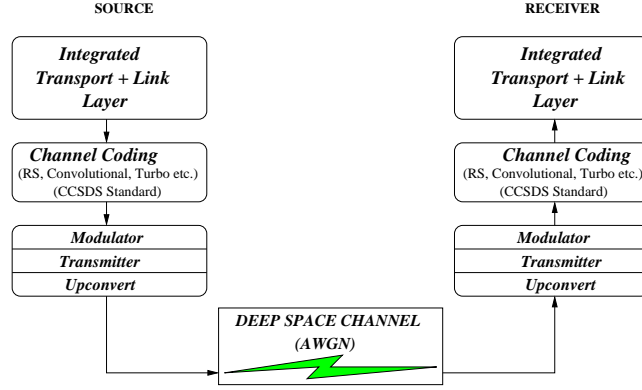 SOURCE
RECEIVER
Integrated
Transport + Link
Layer
Integrated
Transport + Link
Layer
Channel Coding
(RS, Convolutional, Turbo etc.)
(CCSDS Standard)
Channel Coding
(RS, Convolutional, Turbo etc.)
(CCSDS Standard)
Modulator
Transmitter
Upconvert
Modulator
Transmitter
Upconvert
DEEP SPACE CHANNEL
(AWGN)